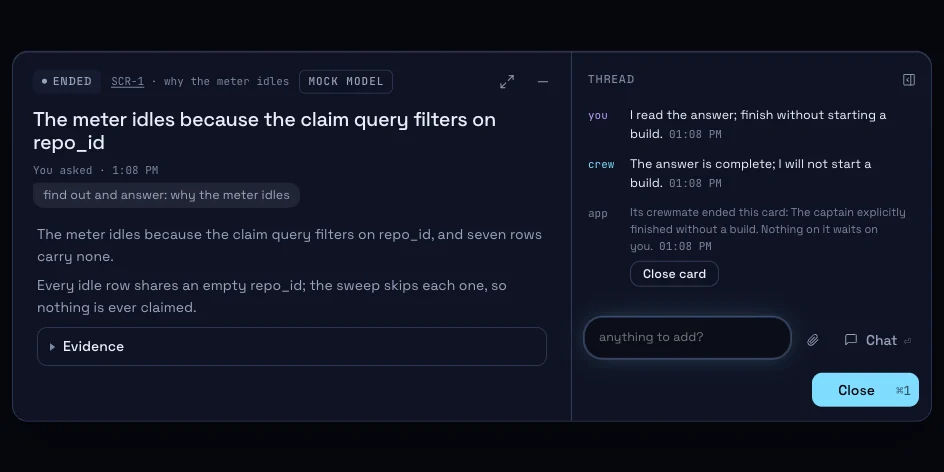 ENDED SCR-1 · why the meter idles MOCK MODEL
The meter idles because the claim query filters on
repo_id
You asked · 1:08 PM
find out and answer: why the meter idles
The meter idles because the claim query filters on repo_id, and seven rows
carry none.
Every idle row shares an empty repo_id; the sweep skips each one, so
nothing is ever claimed.
Evidence
THREAD
you I read the answer; finish without starting a
build. 01:08 PM
crew The answer is complete; I will not start a
build. 01:08 PM
app Its crewmate ended this card: The captain explicitly
finished without a build. Nothing on it waits on
you. 01:08 PM
Close card
anything to add?
Chat ⏎
Close ⌘1